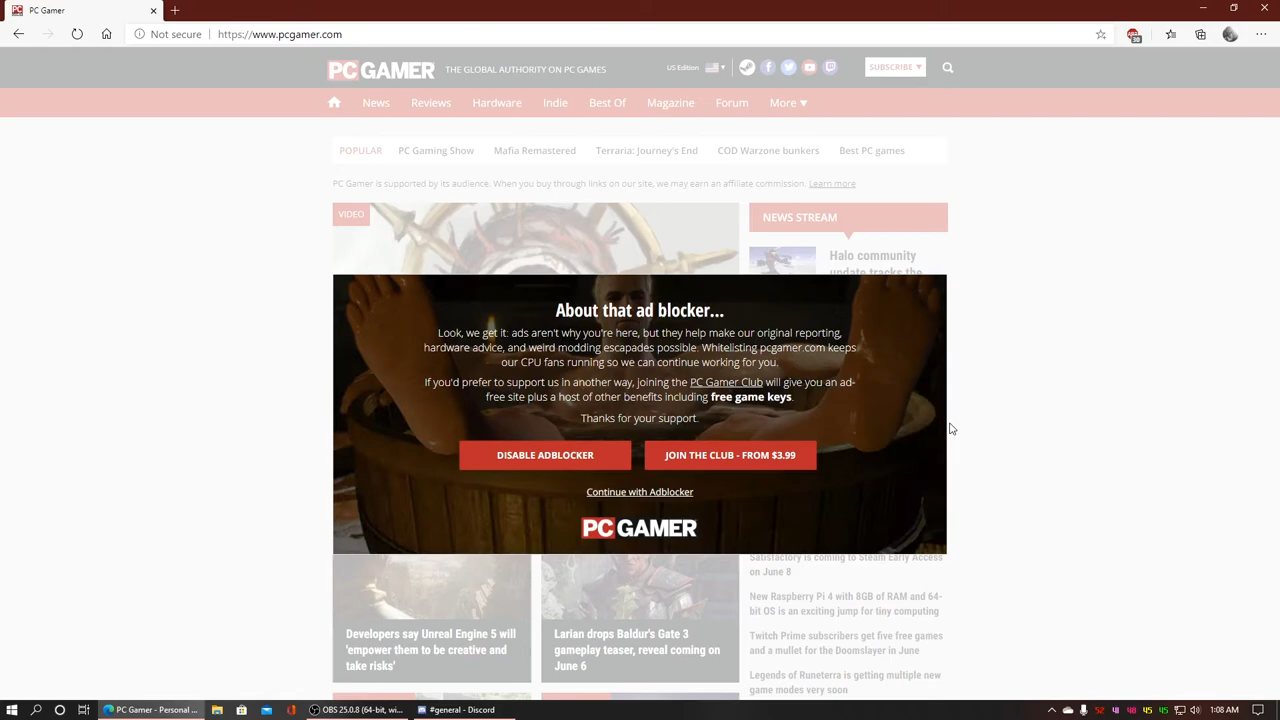 PC Gamer
Not secure
https://www.pcgamer.com
PC GAMER
THE GLOBAL AUTHORITY ON PC GAMES
US Edition
SUBSCRIBE ▼
News
Reviews
Hardware
Indie
Best Of
Magazine
Forum
More ▼
POPULAR
PC Gaming Show
Mafia Remastered
Terraria: Journey's End
COD Warzone bunkers
Best PC games
PC Gamer is supported by its audience. When you buy through links on our site, we may earn an affiliate commission. Learn more
VIDEO
NEWS STREAM
Halo community
update tracks the
About that ad blocker...
Look, we get it: ads aren't why you're here, but they help make our original reporting,
hardware advice, and weird modding escapades possible. Whitelisting pcgamer.com keeps
our CPU fans running so we can continue working for you.
If you'd prefer to support us in another way, joining the PC Gamer Club will give you an ad-
free site plus a host of other benefits including free game keys.
Thanks for your support.
DISABLE ADBLOCKER
JOIN THE CLUB - FROM $3.99
Continue with Adblocker
PC GAMER
Developers say Unreal Engine 5 will
'empower them to be creative and
take risks'
Larian drops Baldur's Gate 3
gameplay teaser, reveal coming on
June 6
Satisfactory is coming to Steam Early Access
on June 8
New Raspberry Pi 4 with 8GB of RAM and 64-
bit OS is an exciting jump for tiny computing
Twitch Prime subscribers get five free games
and a mullet for the Doomslayer in June
Legends of Runeterra is getting multiple new
game modes very soon
PC Gamer - Personal ...
OBS 25.0.8 (64-bit, wi...
#general - Discord
52
48
45
45
1:08 AM